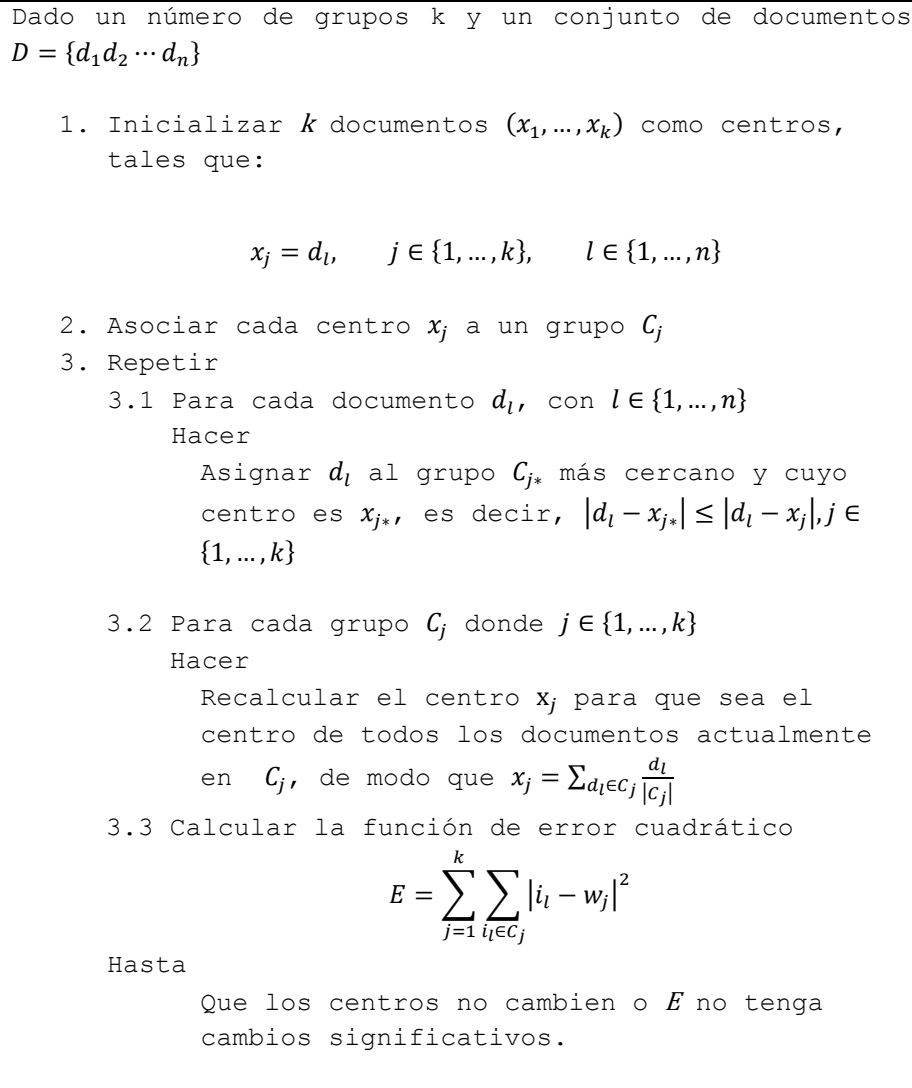 Dado un número de grupos k y un conjunto de documentos
D = {d₁d₂ ⋯ dₙ}
1. Inicializar k documentos (x₁, … , xₖ) como centros,
tales que:
xⱼ = dₗ, j ∈ {1, … , k}, l ∈ {1, … , n}
2. Asociar cada centro xⱼ a un grupo Cⱼ
3. Repetir
3.1 Para cada documento dₗ, con l ∈ {1, … , n}
Hacer
Asignar dₗ al grupo Cⱼ* más cercano y cuyo
centro es xⱼ*, es decir, |dₗ − xⱼ*| ≤ |dₗ − xⱼ|, j ∈
{1, … , k}
3.2 Para cada grupo Cⱼ donde j ∈ {1, … , k}
Hacer
Recalcular el centro xⱼ para que sea el
centro de todos los documentos actualmente
en Cⱼ, de modo que xⱼ = ∑_{dₗ∈Cⱼ} dₗ/|Cⱼ|
3.3 Calcular la función de error cuadrático
E = ∑_{j=1}^{k} ∑_{iₗ∈Cⱼ} |iₗ − wⱼ|²
Hasta
Que los centros no cambien o E no tenga
cambios significativos.